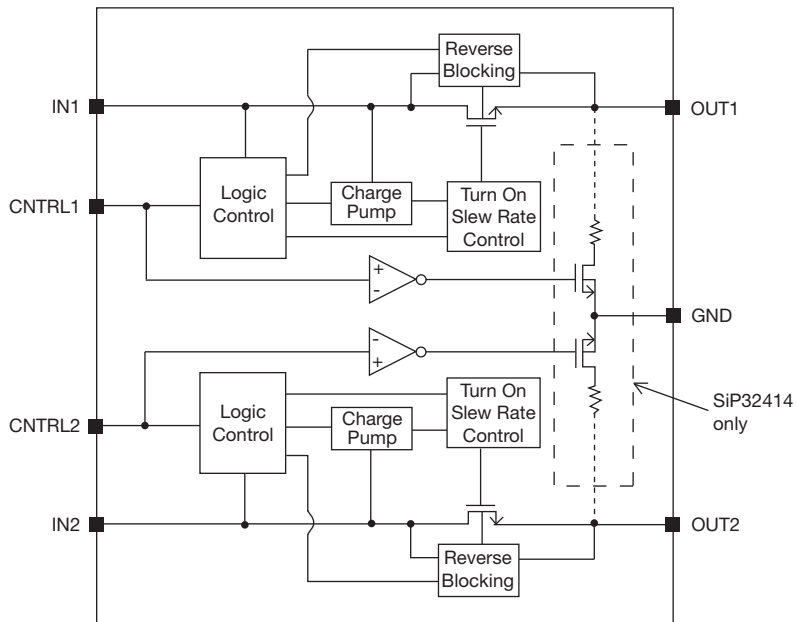 Reverse
Blocking
IN1
OUT1
Logic
Control
Charge
Pump
Turn On
Slew Rate
Control
CNTRL1
+
-
GND
-
+
SiP32414
only
Logic
Control
Charge
Pump
Turn On
Slew Rate
Control
CNTRL2
IN2
OUT2
Reverse
Blocking